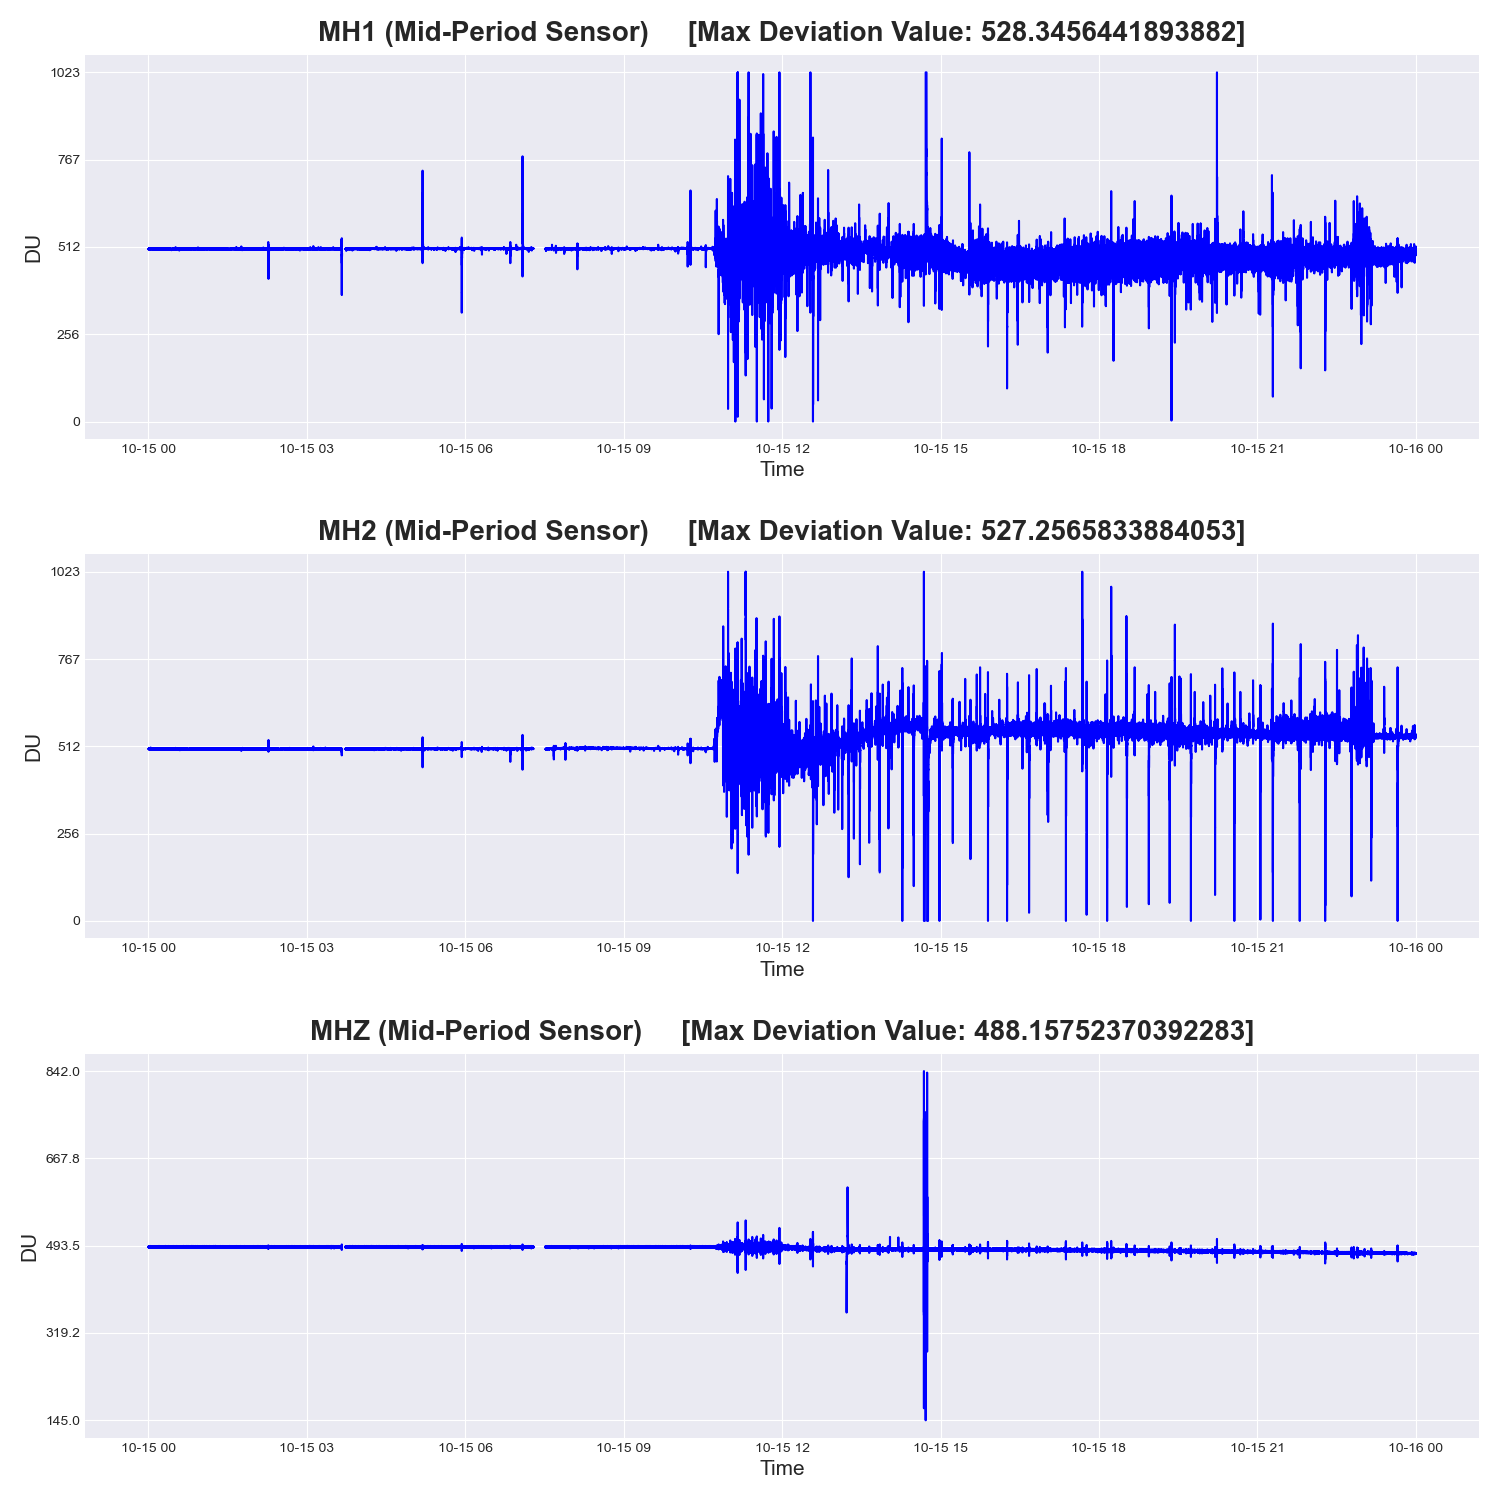 MH1 (Mid-Period Sensor) [Max Deviation Value: 528.3456441893882]
1023
767
512
256
0
DU
10-15 00 10-15 03 10-15 06 10-15 09 10-15 12 10-15 15 10-15 18 10-15 21 10-16 00
Time
MH2 (Mid-Period Sensor) [Max Deviation Value: 527.2565833884053]
1023
767
512
256
0
DU
10-15 00 10-15 03 10-15 06 10-15 09 10-15 12 10-15 15 10-15 18 10-15 21 10-16 00
Time
MHZ (Mid-Period Sensor) [Max Deviation Value: 488.15752370392283]
842.0
667.8
493.5
319.2
145.0
DU
10-15 00 10-15 03 10-15 06 10-15 09 10-15 12 10-15 15 10-15 18 10-15 21 10-16 00
Time